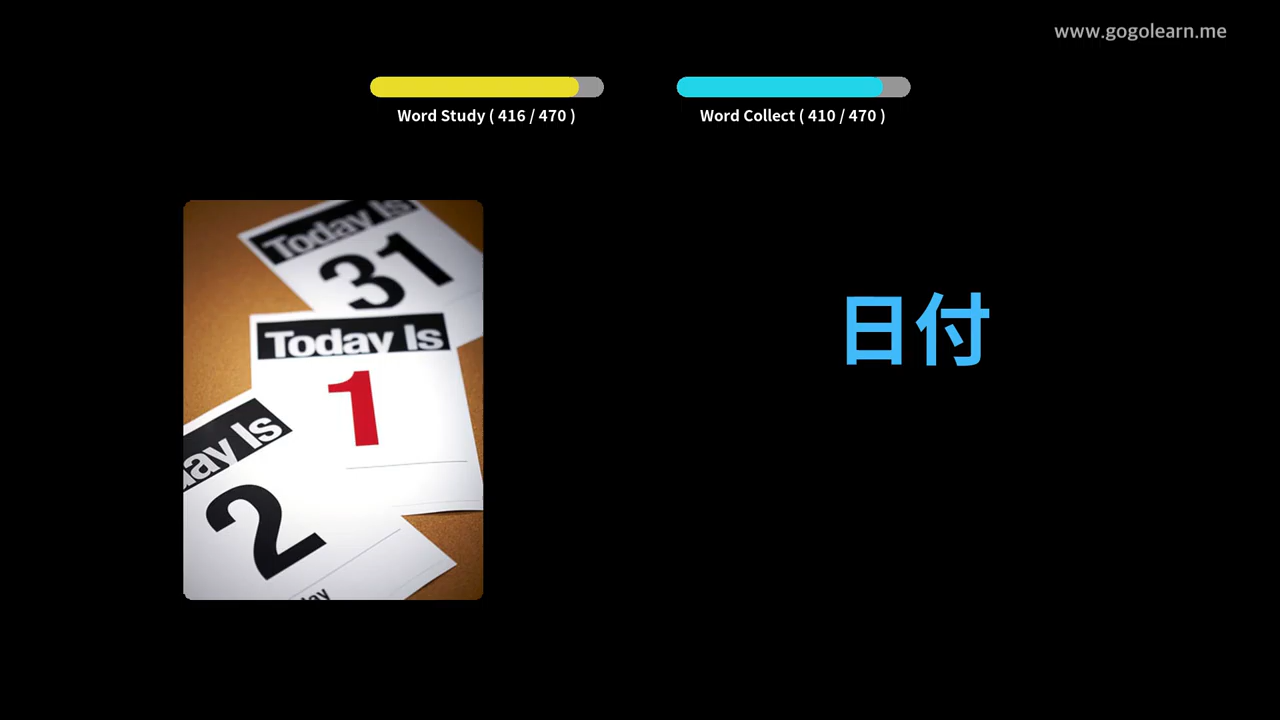 www.gogolearn.me
Word Study ( 416 / 470 )
Word Collect ( 410 / 470 )
Today Is
31
Today Is
1
ay Is
2
日付